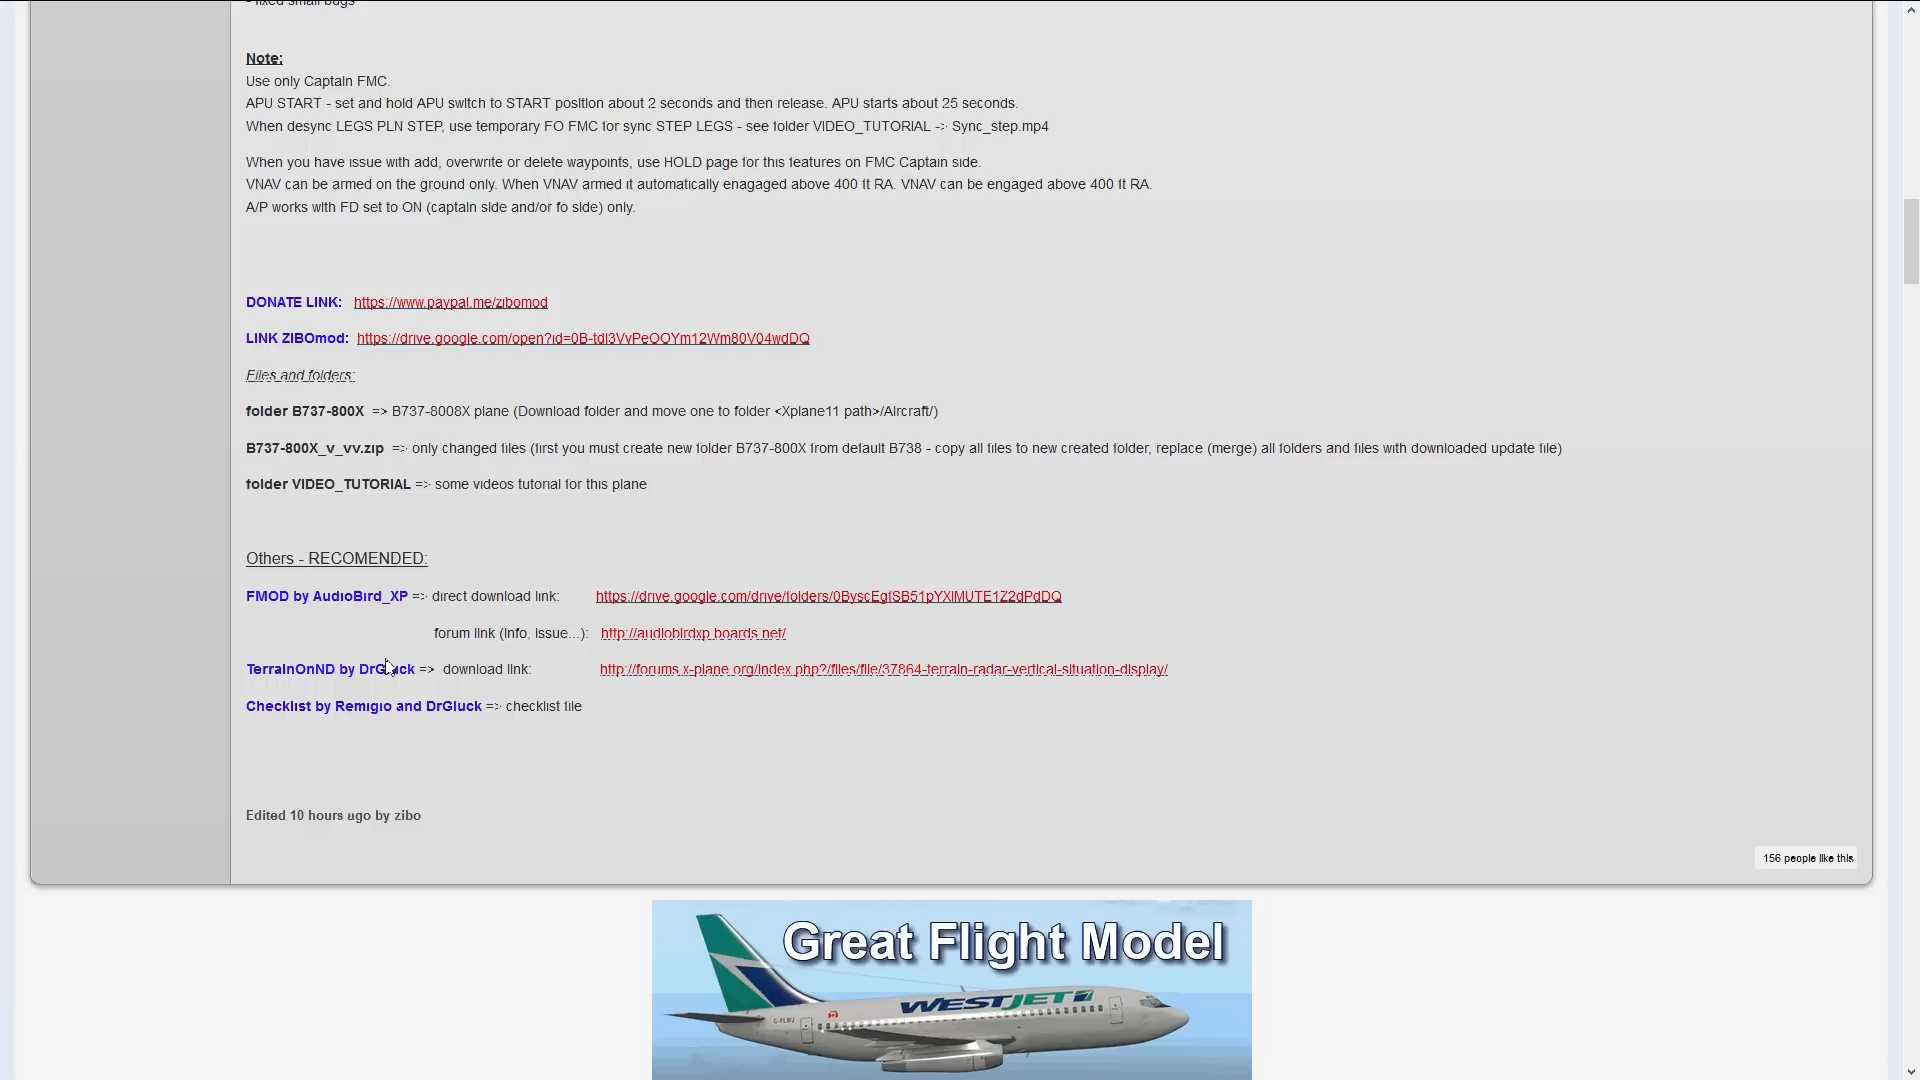 - fixed small bugs
Note:
Use only Captain FMC.
APU START - set and hold APU switch to START position about 2 seconds and then release. APU starts about 25 seconds.
When desync LEGS PLN STEP, use temporary FO FMC for sync STEP LEGS - see folder VIDEO_TUTORIAL -> Sync_step.mp4
When you have issue with add, overwrite or delete waypoints, use HOLD page for this features on FMC Captain side.
VNAV can be armed on the ground only. When VNAV armed it automatically enagaged above 400 ft RA. VNAV can be engaged above 400 ft RA.
A/P works with FD set to ON (captain side and/or fo side) only.
DONATE LINK: https://www.paypal.me/zibomod
LINK ZIBOmod: https://drive.google.com/open?id=0B-tdl3VvPeOOYm12Wm80V04wdDQ
Files and folders:
folder B737-800X => B737-8008X plane (Download folder and move one to folder <Xplane11 path>/Aircraft/)
B737-800X_v_vv.zip => only changed files (first you must create new folder B737-800X from default B738 - copy all files to new created folder, replace (merge) all folders and files with downloaded update file)
folder VIDEO_TUTORIAL => some videos tutorial for this plane
Others - RECOMENDED:
FMOD by AudioBird_XP => direct download link: https://drive.google.com/drive/folders/0ByscEgfSB51pYXlMUTE1Z2dPdDQ
forum link (info, issue...): http://audiobirdxp.boards.net/
TerrainOnND by DrGluck => download link: http://forums.x-plane.org/index.php?/files/file/37864-terrain-radar-vertical-situation-display/
Checklist by Remigio and DrGluck => checklist file
Edited 10 hours ago by zibo
156 people like this
Great Flight Model
WESTJET